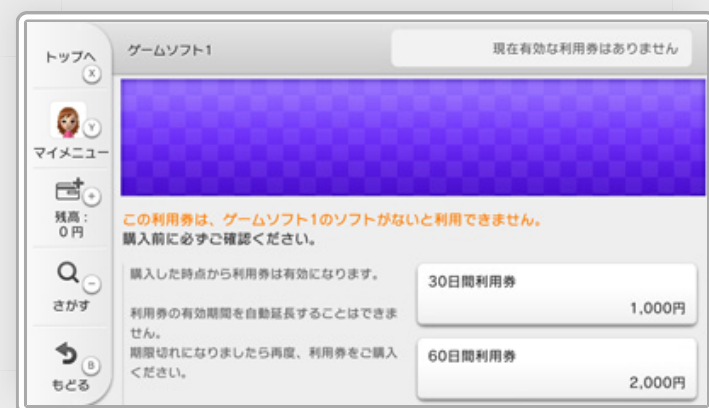 トップへ
X
ゲームソフト1
現在有効な利用券はありません
Y
マイメニュー
+
残高：
0円
−
さがす
B
もどる
この利用券は、ゲームソフト1のソフトがないと利用できません。
購入前に必ずご確認ください。
購入した時点から利用券は有効になります。
利用券の有効期間を自動延長することはできま
せん。
期限切れになりましたら再度、利用券をご購入
ください。
30日間利用券
1,000円
60日間利用券
2,000円